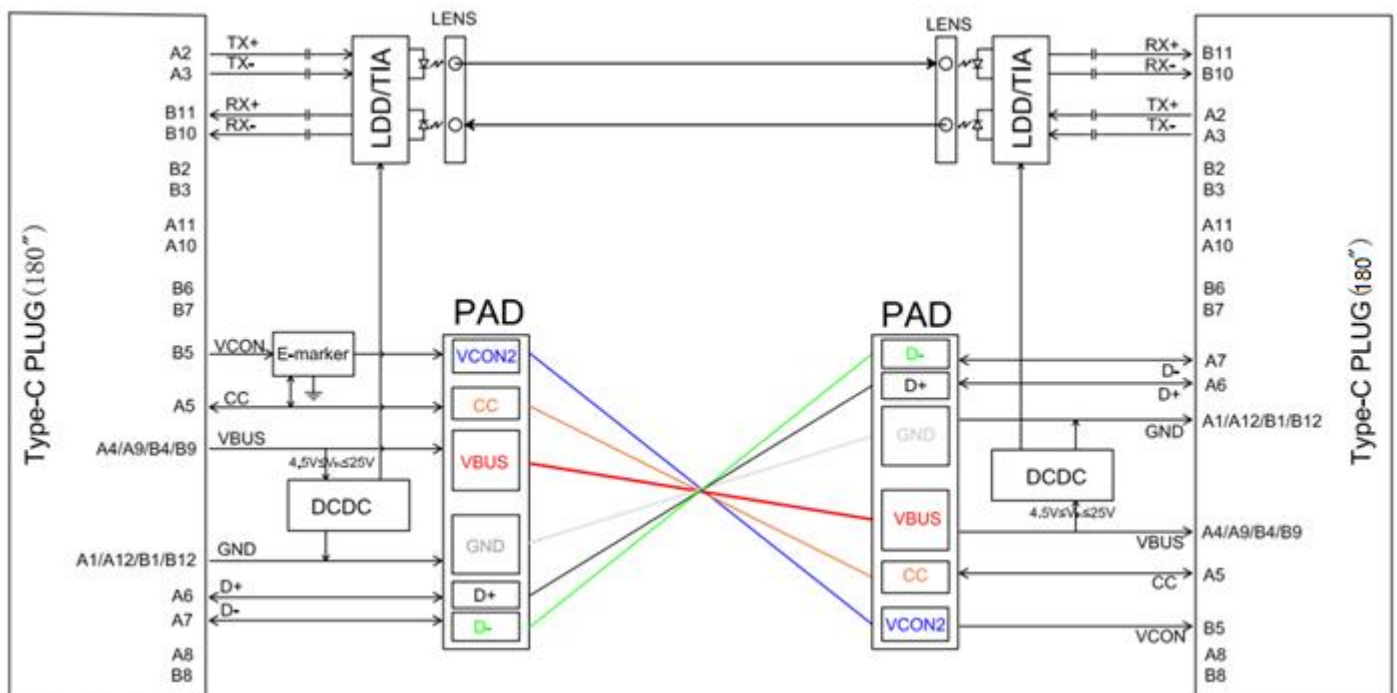 LENS
LENS
A2 TX+
A3 TX-
B11 RX+
B10 RX-
LDD/TIA
LDD/TIA
RX+ B11
RX- B10
TX+ A2
TX- A3
B2
B3
A11
A10
B6
B7
B2
B3
A11
A10
B6
B7
Type-C PLUG (180″)
Type-C PLUG (180″)
PAD
PAD
B5 VCON
E-marker
A5 CC
A4/A9/B4/B9 VBUS
4.5V≤Vin≤25V
DCDC
A1/A12/B1/B12 GND
A6 D+
A7 D-
A8
B8
VCON2
CC
VBUS
GND
D+
D-
D-
D+
GND
VBUS
CC
VCON2
D- A7
D+ A6
GND A1/A12/B1/B12
DCDC
4.5V≤V ≤25V
VBUS A4/A9/B4/B9
CC A5
VCON B5
A8
B8